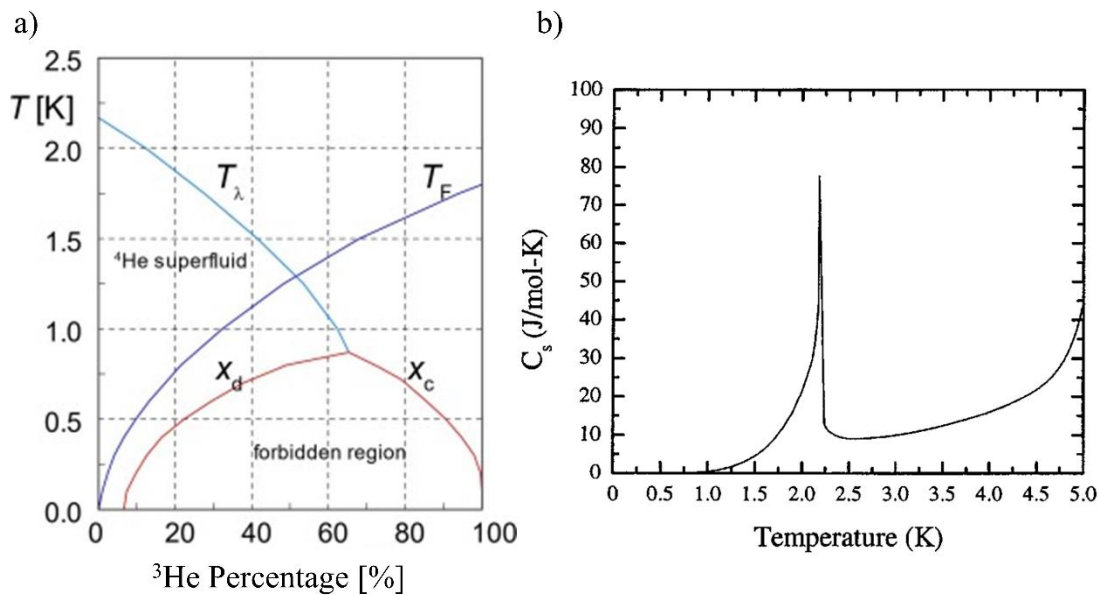 a)
2.5
T [K]
2.0
1.5
1.0
0.5
0.0
T_λ
T_F
⁴He superfluid
x_d
x_c
forbidden region
0 20 40 60 80 100
³He Percentage [%]
b)
100
90
80
70
60
50
40
30
20
10
0
C_s (J/mol-K)
0 0.5 1.0 1.5 2.0 2.5 3.0 3.5 4.0 4.5 5.0
Temperature (K)